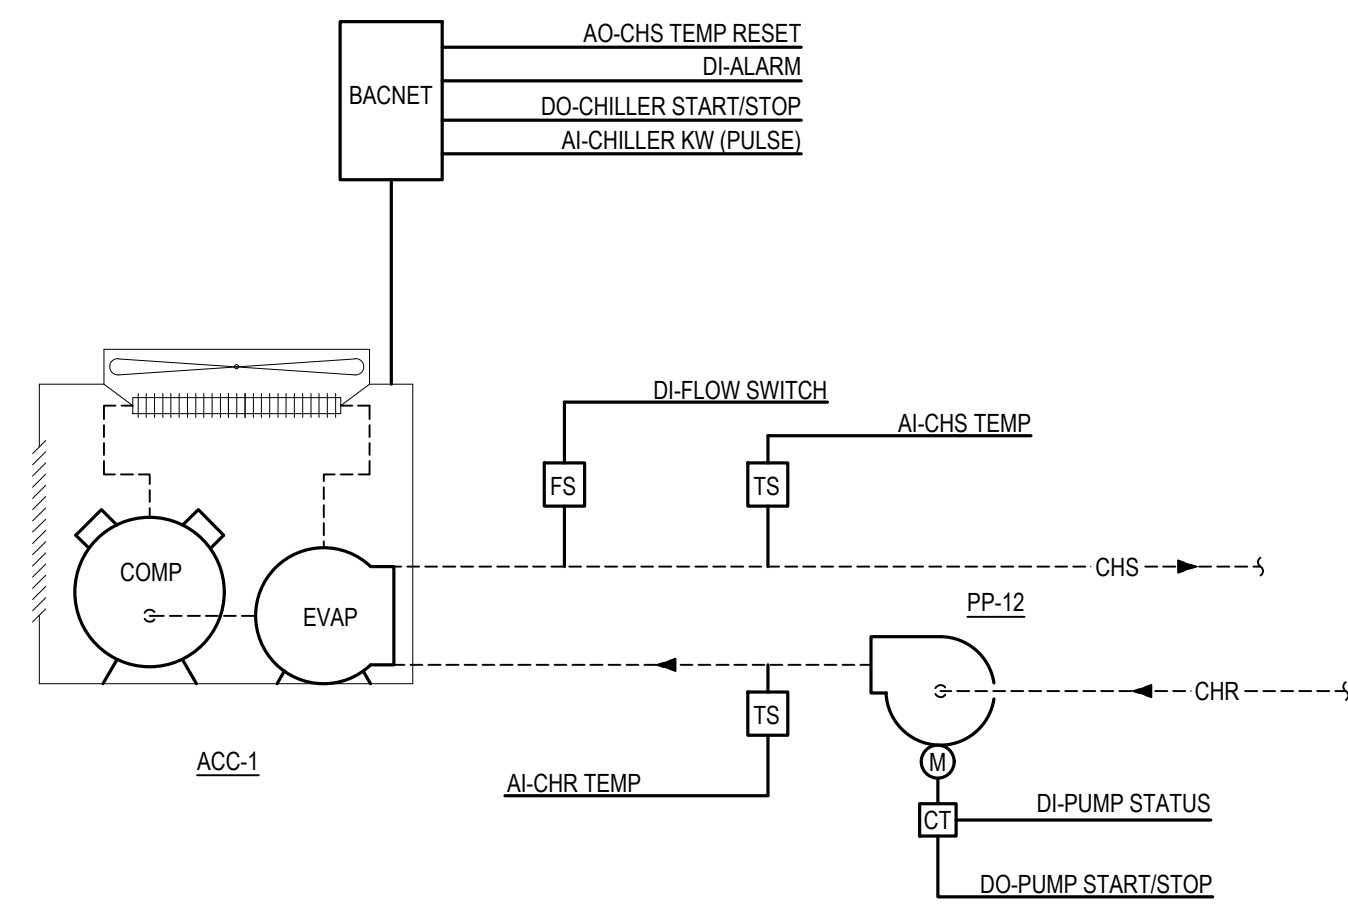 AO-CHS TEMP RESET
DI-ALARM
BACNET
DO-CHILLER START/STOP
AI-CHILLER KW (PULSE)
DI-FLOW SWITCH
AI-CHS TEMP
FS
TS
COMP
EVAP
CHS
PP-12
CHR
TS
ACC-1
M
AI-CHR TEMP
DI-PUMP STATUS
CT
DO-PUMP START/STOP